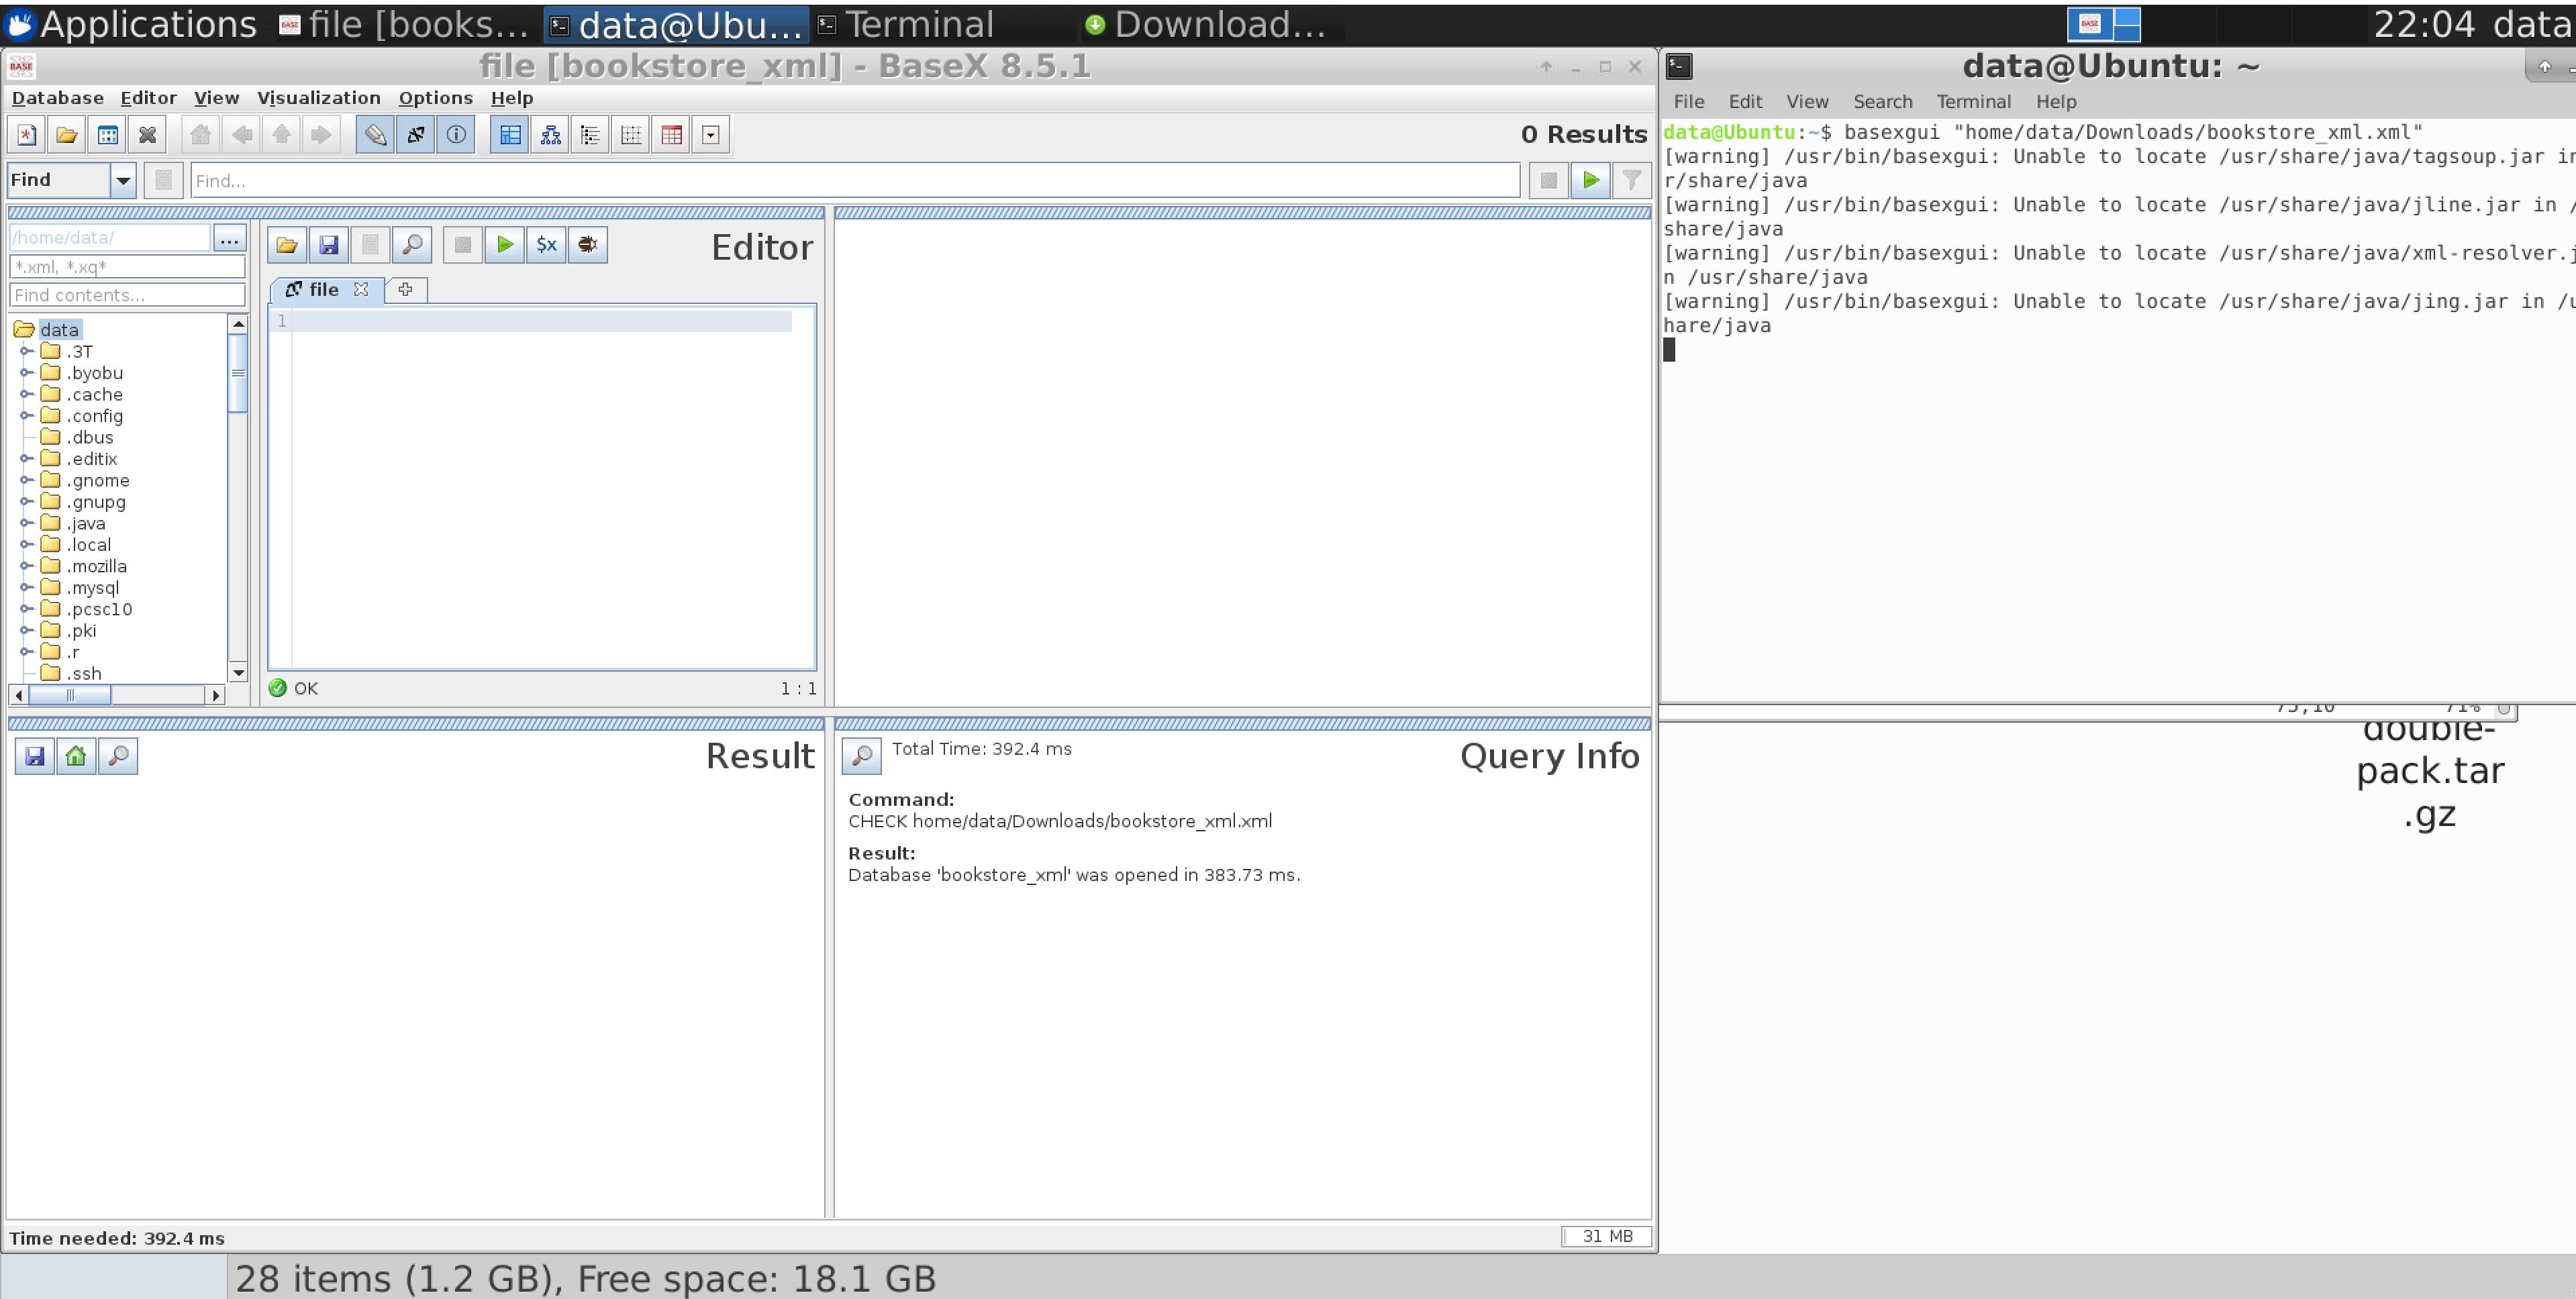 Applications file [books... data@Ubu... Terminal Download... 22:04 data
file [bookstore_xml] - BaseX 8.5.1
Database Editor View Visualization Options Help
0 Results
Find Find...
/home/data/ ...
*.xml, *.xq*
Find contents...
data
.3T
.byobu
.cache
.config
.dbus
.editix
.gnome
.gnupg
.java
.local
.mozilla
.mysql
.pcsc10
.pki
.r
.ssh
$x Editor
file
1
OK 1 : 1
Result
Total Time: 392.4 ms Query Info
Command:
CHECK home/data/Downloads/bookstore_xml.xml
Result:
Database 'bookstore_xml' was opened in 383.73 ms.
Time needed: 392.4 ms 31 MB
data@Ubuntu: ~
File Edit View Search Terminal Help
data@Ubuntu:~$ basexgui "home/data/Downloads/bookstore_xml.xml"
[warning] /usr/bin/basexgui: Unable to locate /usr/share/java/tagsoup.jar in
r/share/java
[warning] /usr/bin/basexgui: Unable to locate /usr/share/java/jline.jar in /
share/java
[warning] /usr/bin/basexgui: Unable to locate /usr/share/java/xml-resolver.j
n /usr/share/java
[warning] /usr/bin/basexgui: Unable to locate /usr/share/java/jing.jar in /u
hare/java
71%
double-
pack.tar
.gz
28 items (1.2 GB), Free space: 18.1 GB